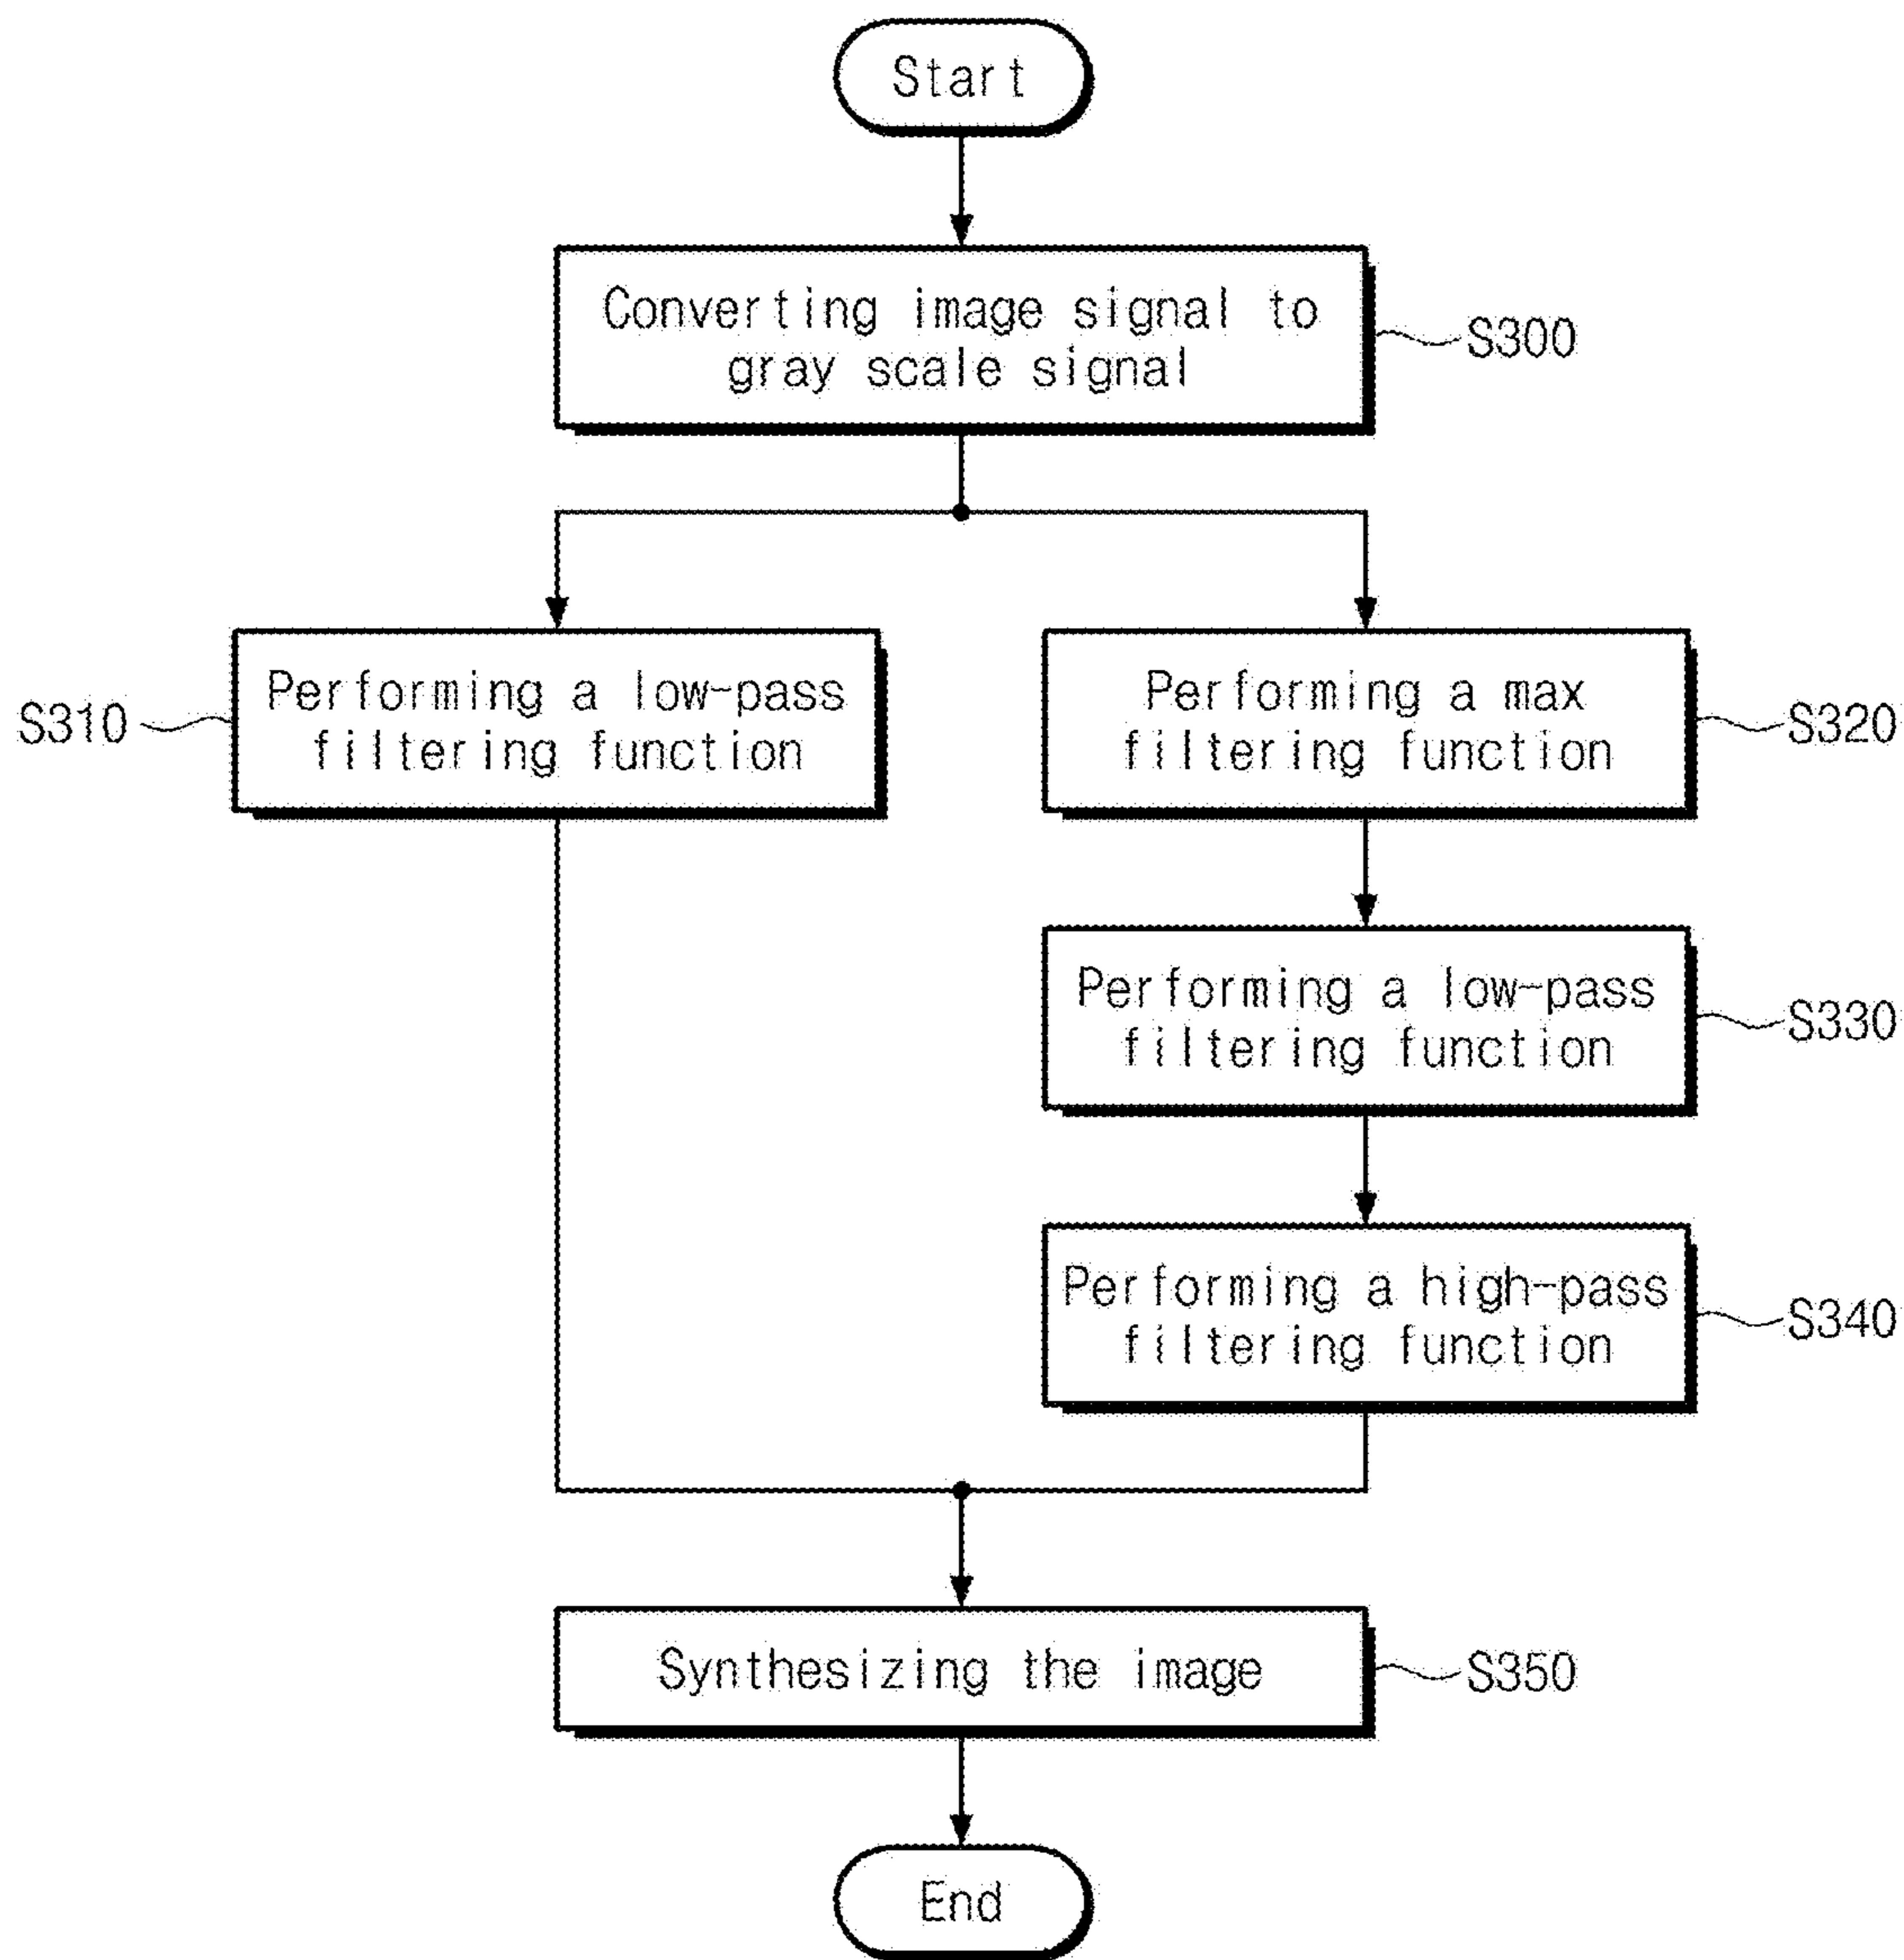 Start
Converting image signal to
gray scale signal
S300
S310
Performing a low-pass
filtering function
Performing a max
filtering function
S320
Performing a low-pass
filtering function
S330
Performing a high-pass
filtering function
S340
Synthesizing the image
S350
End